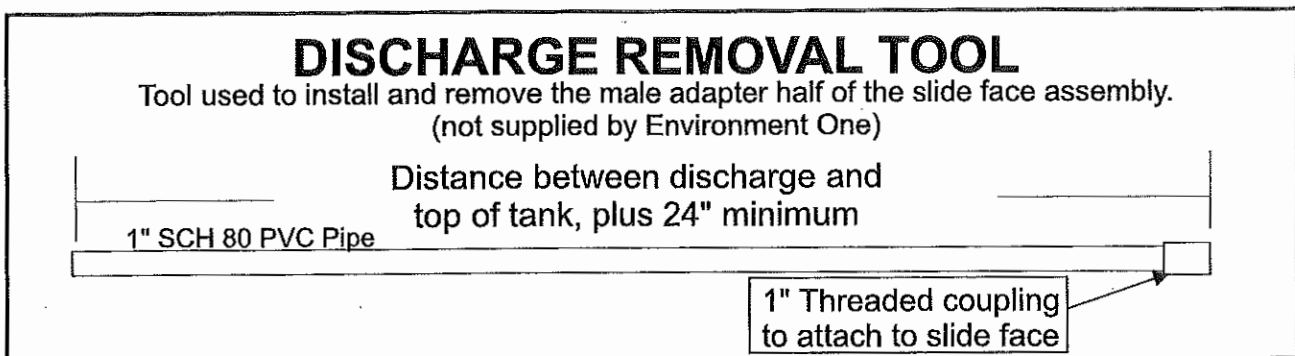 DISCHARGE REMOVAL TOOL
Tool used to install and remove the male adapter half of the slide face assembly.
(not supplied by Environment One)
Distance between discharge and
top of tank, plus 24" minimum
1" SCH 80 PVC Pipe
1" Threaded coupling
to attach to slide face